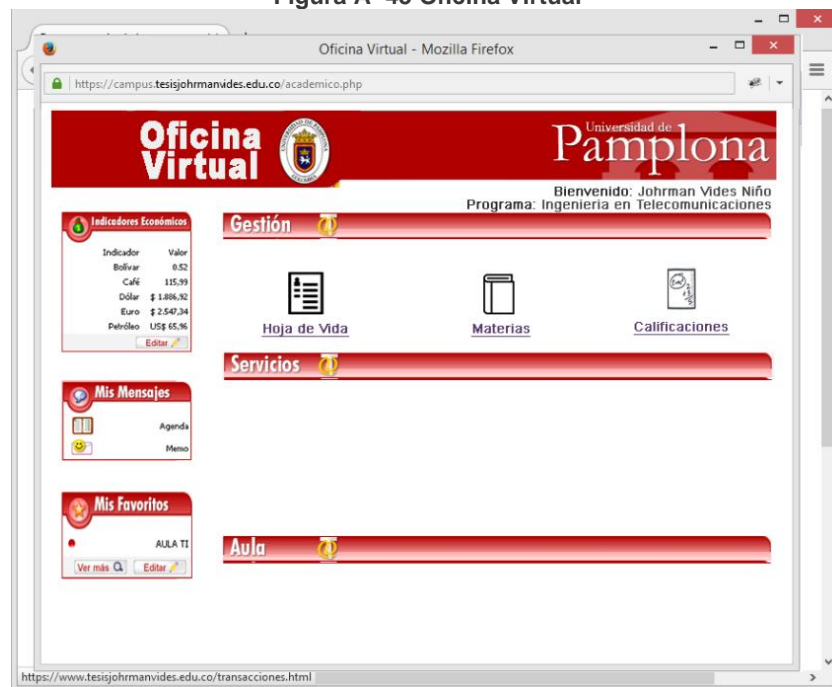 Figura A- 45 Oficina Virtual
Oficina Virtual - Mozilla Firefox
https://campus.tesisjohrmanvides.edu.co/academico.php
Oficina
Virtual
Universidad de
Pamplona
Bienvenido: Johrman Vides Niño
Programa: Ingenieria en Telecomunicaciones
Indicadores Económicos
Indicador Valor
Bolívar 0.52
Café 115,99
Dólar $ 1.886,92
Euro $ 2.547,34
Petróleo US$ 65,96
Editar
Gestión
Hoja de Vida
Materias
Calificaciones
Servicios
Mis Mensajes
Agenda
Memo
Mis Favoritos
AULA TI
Ver más Editar
Aula
https://www.tesisjohrmanvides.edu.co/transacciones.html